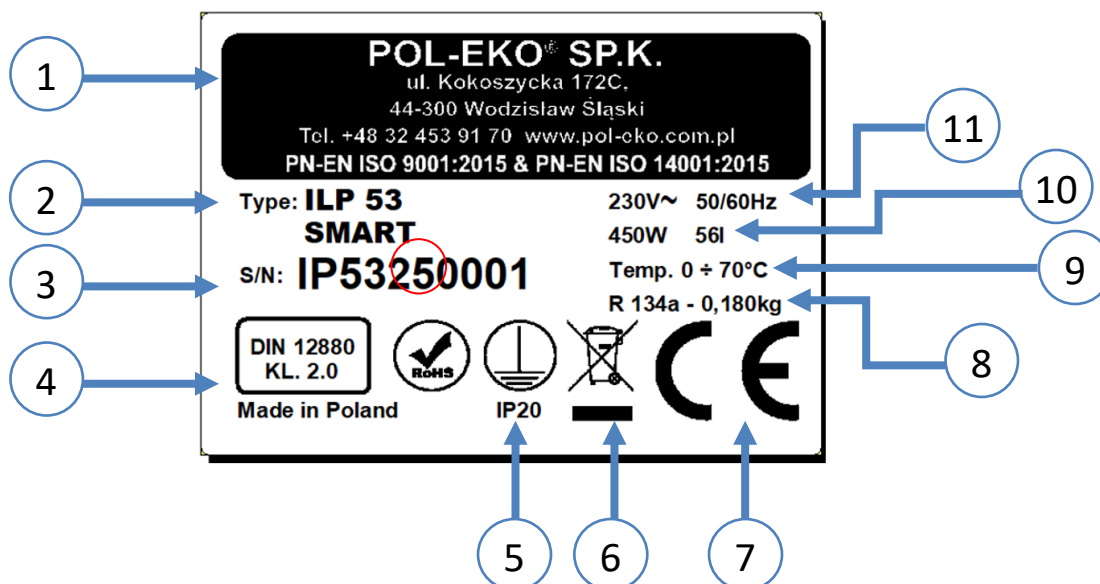 POL-EKO® SP.K.
ul. Kokoszycka 172C,
44-300 Wodzisław Śląski
Tel. +48 32 453 91 70 www.pol-eko.com.pl
PN-EN ISO 9001:2015 & PN-EN ISO 14001:2015
Type: ILP 53
SMART
S/N: IP53250001
230V~ 50/60Hz
450W 56l
Temp. 0 ÷ 70°C
R 134a - 0,180kg
DIN 12880
KL. 2.0
Made in Poland
RoHS
IP20
CE
1
2
3
4
5
6
7
8
9
10
11